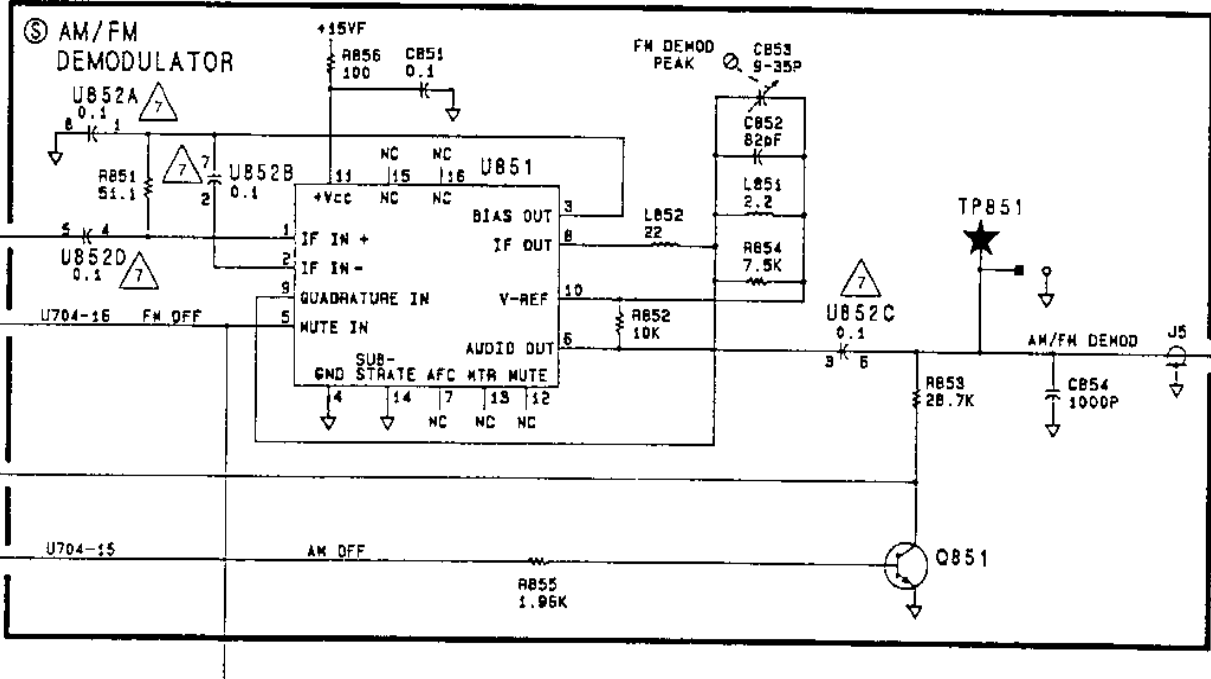 Ⓢ AM/FM
DEMODULATOR
+15VF
R856
100
C851
0.1
FM DEMOD
PEAK
C853
9-35P
U852A
0.1
7
8
1
C852
82pF
R851
51.1
7
7
U852B
0.1
2
NC
NC
U851
11
15
16
+Vcc
NC
NC
L851
2.2
BIAS OUT
3
L852
22
TP851
5
4
U852D
0.1
7
1
IF IN +
IF OUT
8
R854
7.5K
2
IF IN-
9
QUADRATURE IN
V-REF
10
7
U852C
0.1
U704-16
FM OFF
5
MUTE IN
R852
10K
AUDIO OUT
6
3
6
AM/FM DEMOD
J5
SUB-
GND
STRATE
AFC
MTR
MUTE
4
14
7
13
12
NC
NC
NC
R853
28.7K
C854
1000P
U704-15
AM OFF
R855
1.96K
Q851